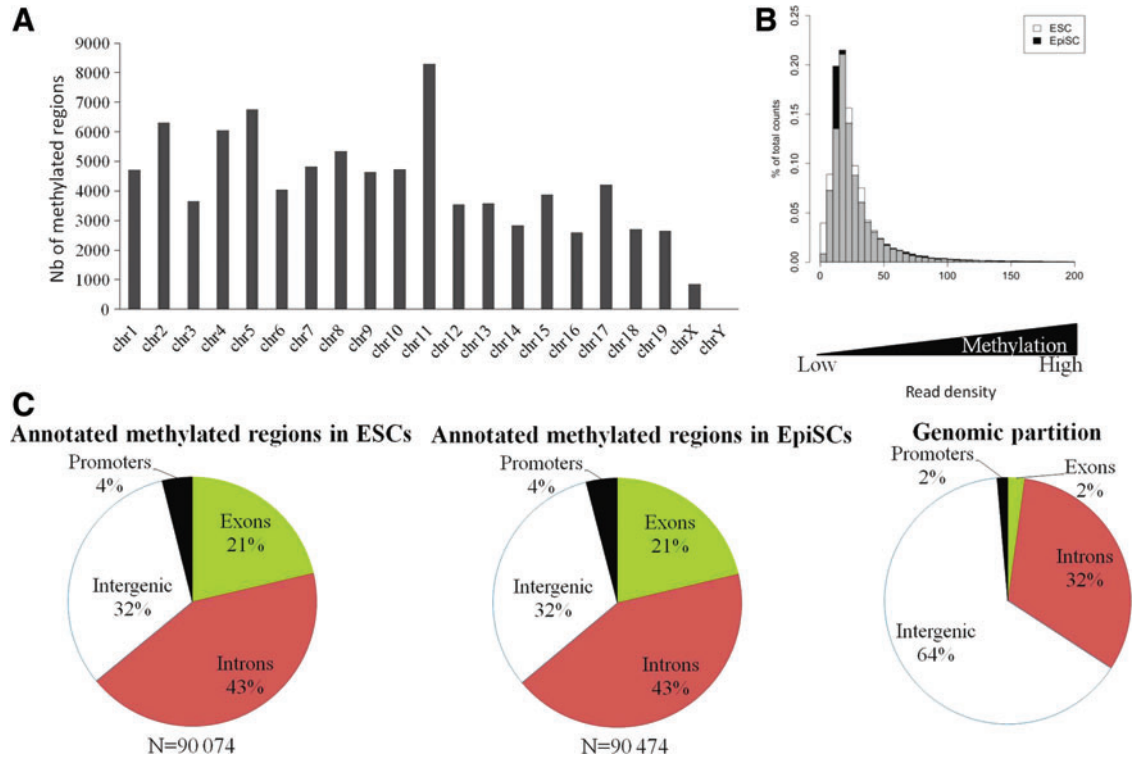 A
Nb of methylated regions
9000
8000
7000
6000
5000
4000
3000
2000
1000
0
chr1
chr2
chr3
chr4
chr5
chr6
chr7
chr8
chr9
chr10
chr11
chr12
chr13
chr14
chr15
chr16
chr17
chr18
chr19
chrX
chrY
B
% of total counts
0.25
0.20
0.15
0.10
0.05
0.00
ESC
EpiSC
0
50
100
150
200
Methylation
Low
High
Read density
C
Annotated methylated regions in ESCs
Promoters
4%
Exons
21%
Intergenic
32%
Introns
43%
N=90 074
Annotated methylated regions in EpiSCs
Promoters
4%
Exons
21%
Intergenic
32%
Introns
43%
N=90 474
Genomic partition
Promoters
2%
Exons
2%
Introns
32%
Intergenic
64%